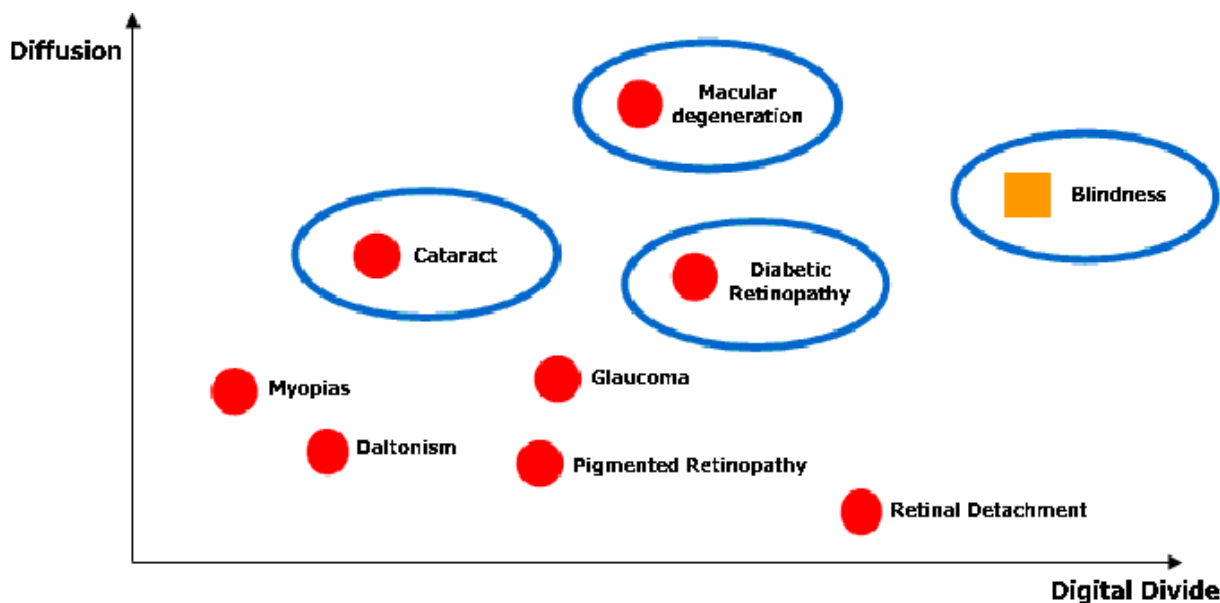 Diffusion
Macular
degeneration
Blindness
Cataract
Diabetic
Retinopathy
Myopias
Glaucoma
Daltonism
Pigmented Retinopathy
Retinal Detachment
Digital Divide